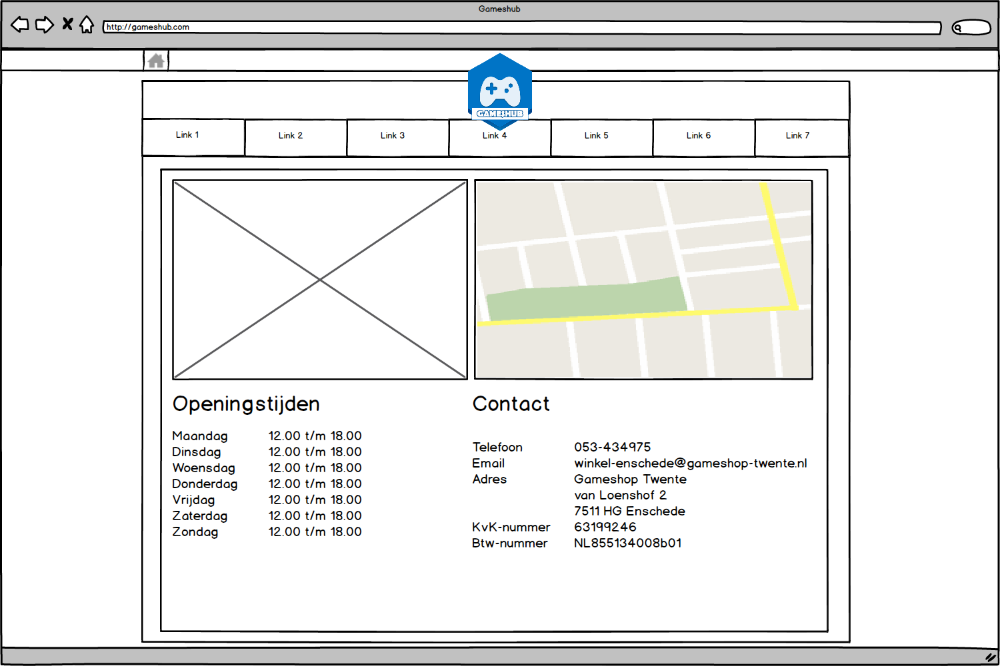 Gameshub
http://gameshub.com
GAMESHUB
Link 1 Link 2 Link 3 Link 4 Link 5 Link 6 Link 7
Openingstijden
Maandag 12.00 t/m 18.00
Dinsdag 12.00 t/m 18.00
Woensdag 12.00 t/m 18.00
Donderdag 12.00 t/m 18.00
Vrijdag 12.00 t/m 18.00
Zaterdag 12.00 t/m 18.00
Zondag 12.00 t/m 18.00
Contact
Telefoon 053-434975
Email winkel-enschede@gameshop-twente.nl
Adres Gameshop Twente
van Loenshof 2
7511 HG Enschede
KvK-nummer 63199246
Btw-nummer NL855134008b01